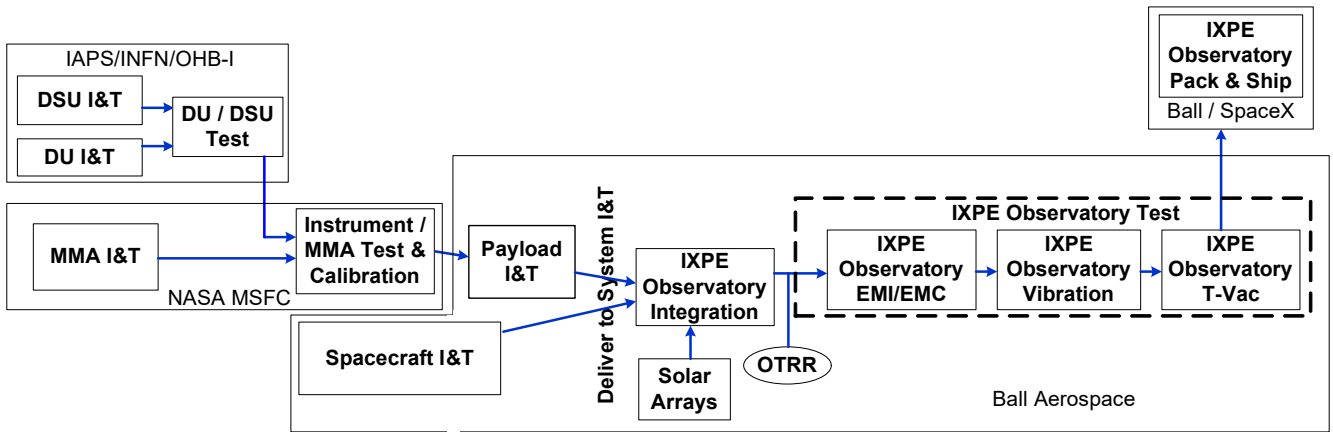 IAPS/INFN/OHB-I
DSU I&T
DU I&T
DU / DSU
Test
MMA I&T
Instrument /
MMA Test &
Calibration
NASA MSFC
Payload
I&T
Spacecraft I&T
Deliver to System I&T
IXPE
Observatory
Integration
Solar
Arrays
OTRR
IXPE Observatory Test
IXPE
Observatory
EMI/EMC
IXPE
Observatory
Vibration
IXPE
Observatory
T-Vac
Ball Aerospace
IXPE
Observatory
Pack & Ship
Ball / SpaceX